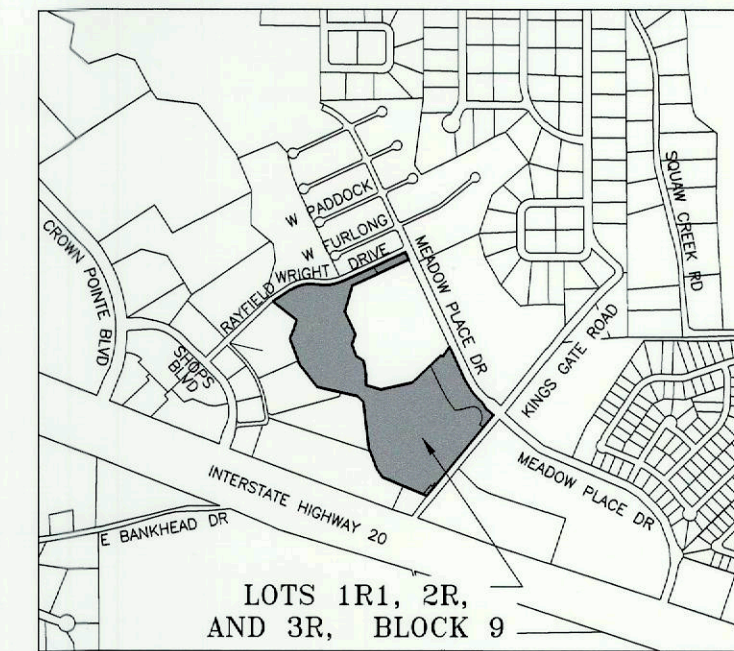 SQUAW CREEK RD
W PADDOCK
W FURLONG
RAYFIELD WRIGHT DRIVE
MEADOW PLACE DR
CROWN POINTE BLVD
SHOPS
BLVD
KINGS GATE ROAD
INTERSTATE HIGHWAY 20
MEADOW PLACE DR
E BANKHEAD DR
LOTS 1R1, 2R,
AND 3R, BLOCK 9